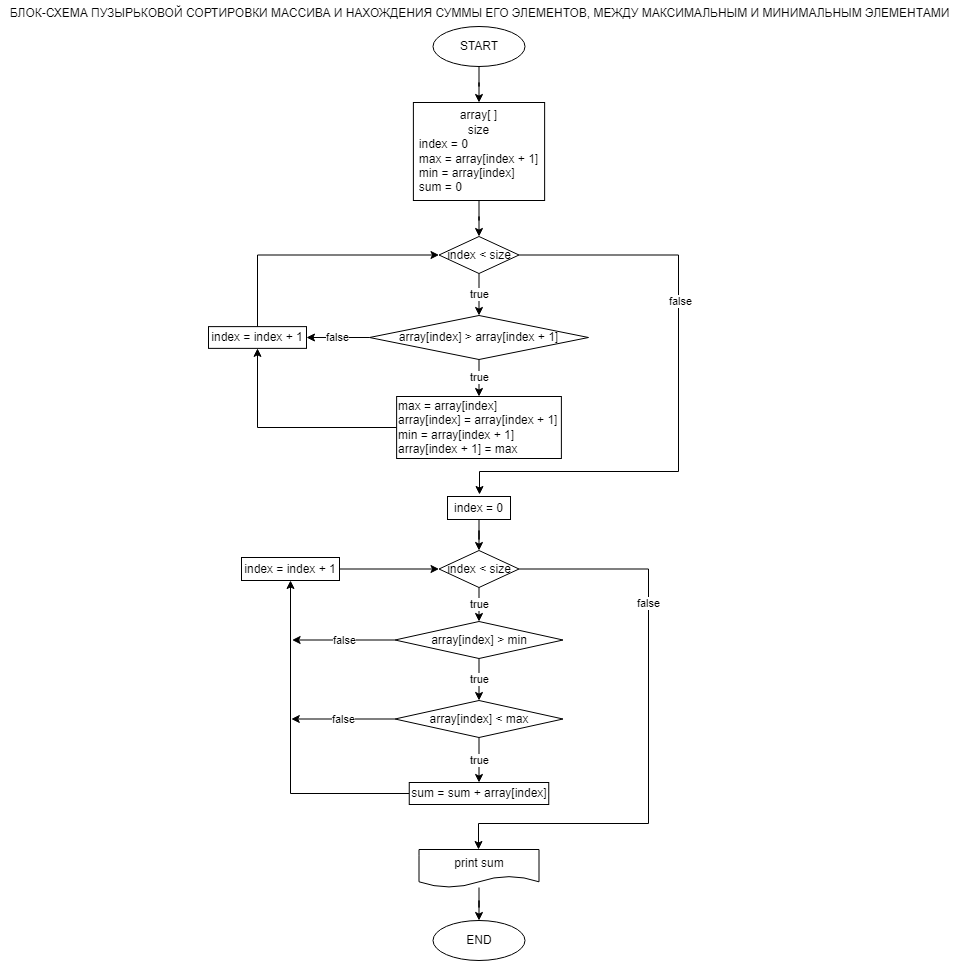 БЛОК-СХЕМА ПУЗЫРЬКОВОЙ СОРТИРОВКИ МАССИВА И НАХОЖДЕНИЯ СУММЫ ЕГО ЭЛЕМЕНТОВ, МЕЖДУ МАКСИМАЛЬНЫМ И МИНИМАЛЬНЫМ ЭЛЕМЕНТАМИ
START
array[ ]
size
index = 0
max = array[index + 1]
min = array[index]
sum = 0
index < size
true
false
array[index] > array[index + 1]
false
index = index + 1
true
max = array[index]
array[index] = array[index + 1]
min = array[index + 1]
array[index + 1] = max
index = 0
index = index + 1
index < size
true
false
array[index] > min
false
true
array[index] < max
false
true
sum = sum + array[index]
print sum
END